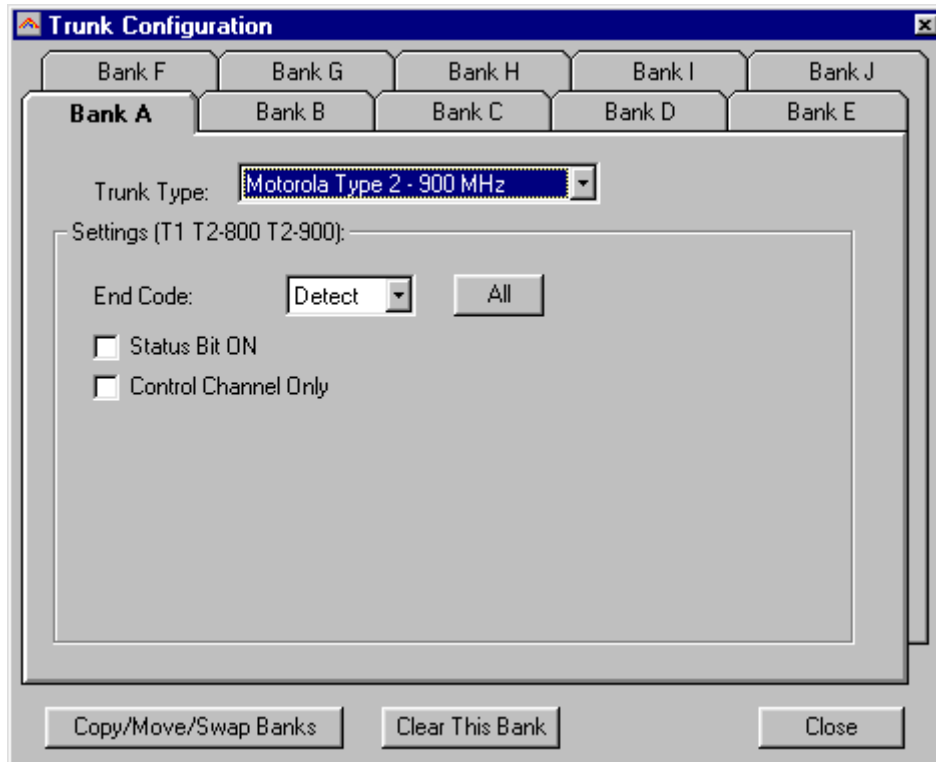 Trunk Configuration
Bank F Bank G Bank H Bank I Bank J
Bank A Bank B Bank C Bank D Bank E
Trunk Type: Motorola Type 2 - 900 MHz
Settings (T1 T2-800 T2-900):
End Code: Detect All
Status Bit ON
Control Channel Only
Copy/Move/Swap Banks Clear This Bank Close